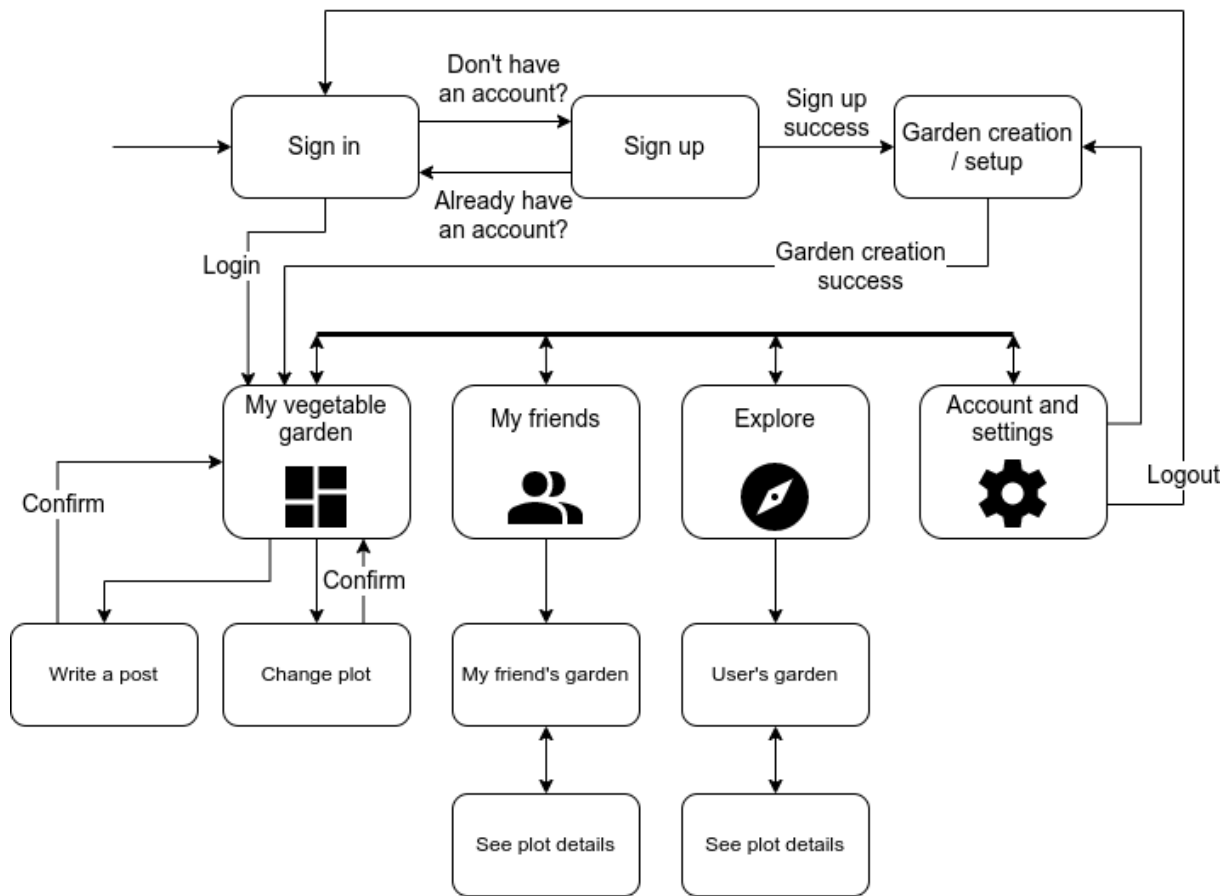 Don't have
an account?
Sign in
Sign up
Sign up
success
Garden creation
/ setup
Already have
an account?
Login
Garden creation
success
My vegetable
garden
My friends
Explore
Account and
settings
Logout
Confirm
Confirm
Write a post
Change plot
My friend's garden
User's garden
See plot details
See plot details